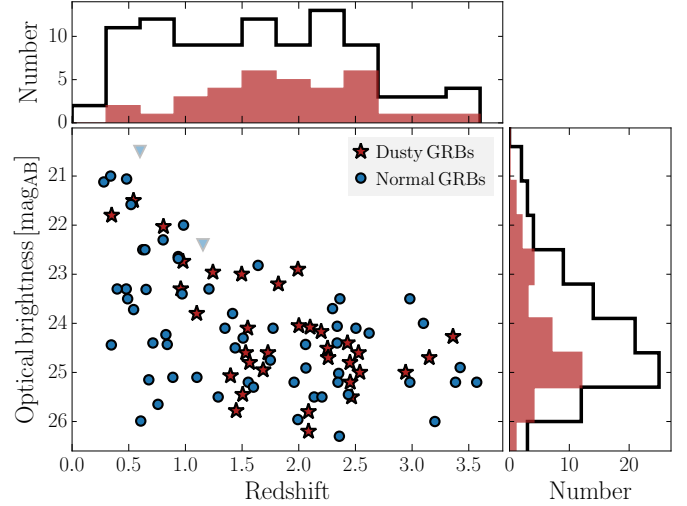 10
5
0
Number
21
22
23
24
25
26
Optical brightness [mag_AB]
Dusty GRBs
Normal GRBs
0.0 0.5 1.0 1.5 2.0 2.5 3.0 3.5
Redshift
0 10 20
Number